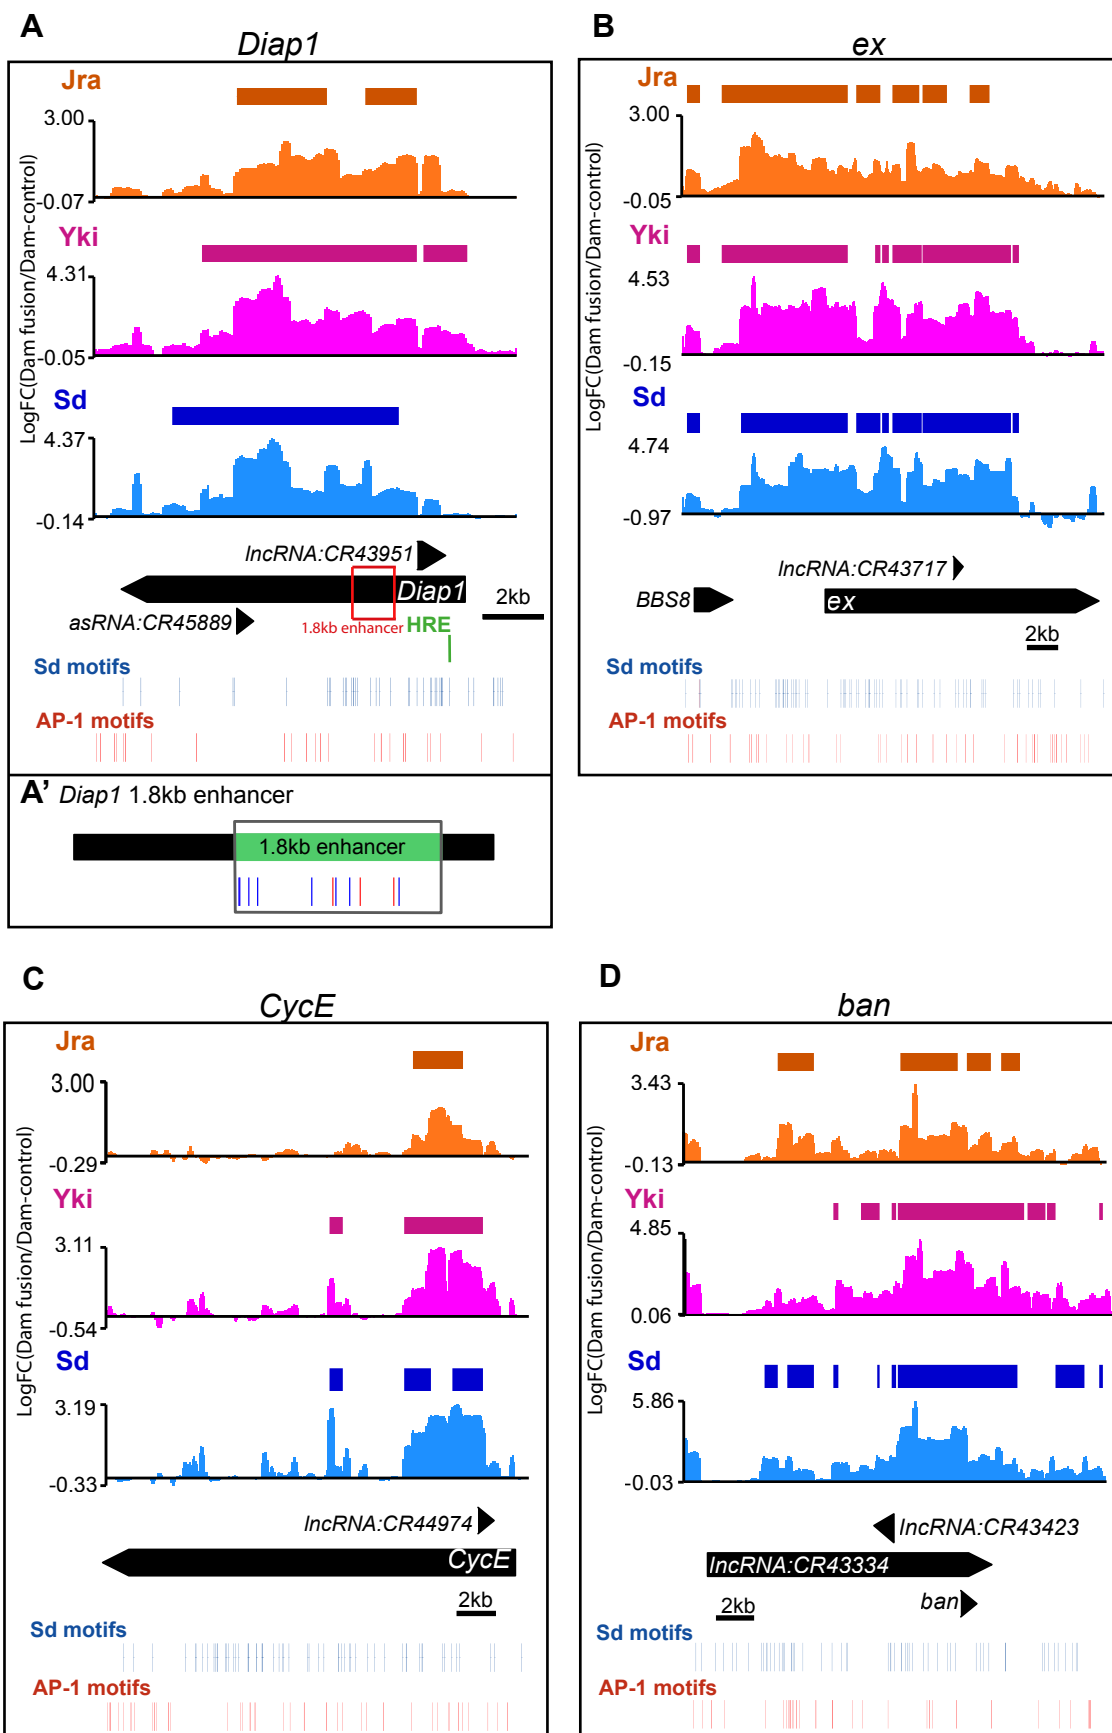 A
Diap1
Jra
3.00
-0.07
LogFC(Dam fusion/Dam-control)
Yki
4.31
-0.05
Sd
4.37
-0.14
lncRNA:CR43951
Diap1
2kb
asRNA:CR45889
1.8kb enhancer
HRE
Sd motifs
AP-1 motifs
A' Diap1 1.8kb enhancer
1.8kb enhancer
B
ex
Jra
3.00
-0.05
LogFC(Dam fusion/Dam-control)
Yki
4.53
-0.15
Sd
4.74
-0.97
lncRNA:CR43717
BBS8
ex
2kb
Sd motifs
AP-1 motifs
C
CycE
Jra
3.00
-0.29
LogFC(Dam fusion/Dam-control)
Yki
3.11
-0.54
Sd
3.19
-0.33
lncRNA:CR44974
CycE
2kb
Sd motifs
AP-1 motifs
D
ban
Jra
3.43
-0.13
LogFC(Dam fusion/Dam-control)
Yki
4.85
0.06
Sd
5.86
-0.03
lncRNA:CR43423
lncRNA:CR43334
2kb
ban
Sd motifs
AP-1 motifs